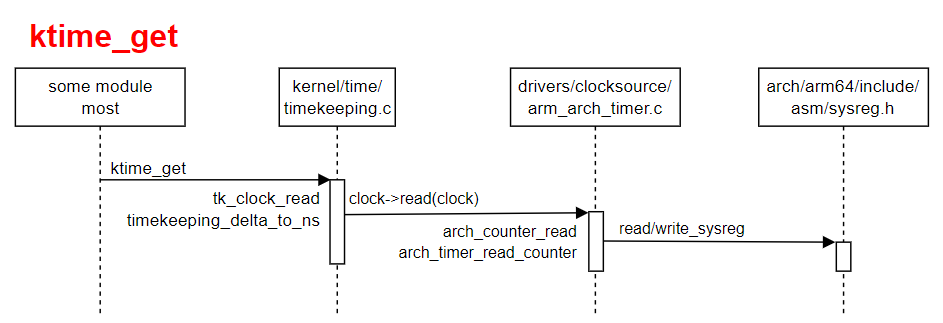 ktime_get
some module
most
kernel/time/
timekeeping.c
drivers/clocksource/
arm_arch_timer.c
arch/arm64/include/
asm/sysreg.h
ktime_get
tk_clock_read
timekeeping_delta_to_ns
clock->read(clock)
arch_counter_read
arch_timer_read_counter
read/write_sysreg